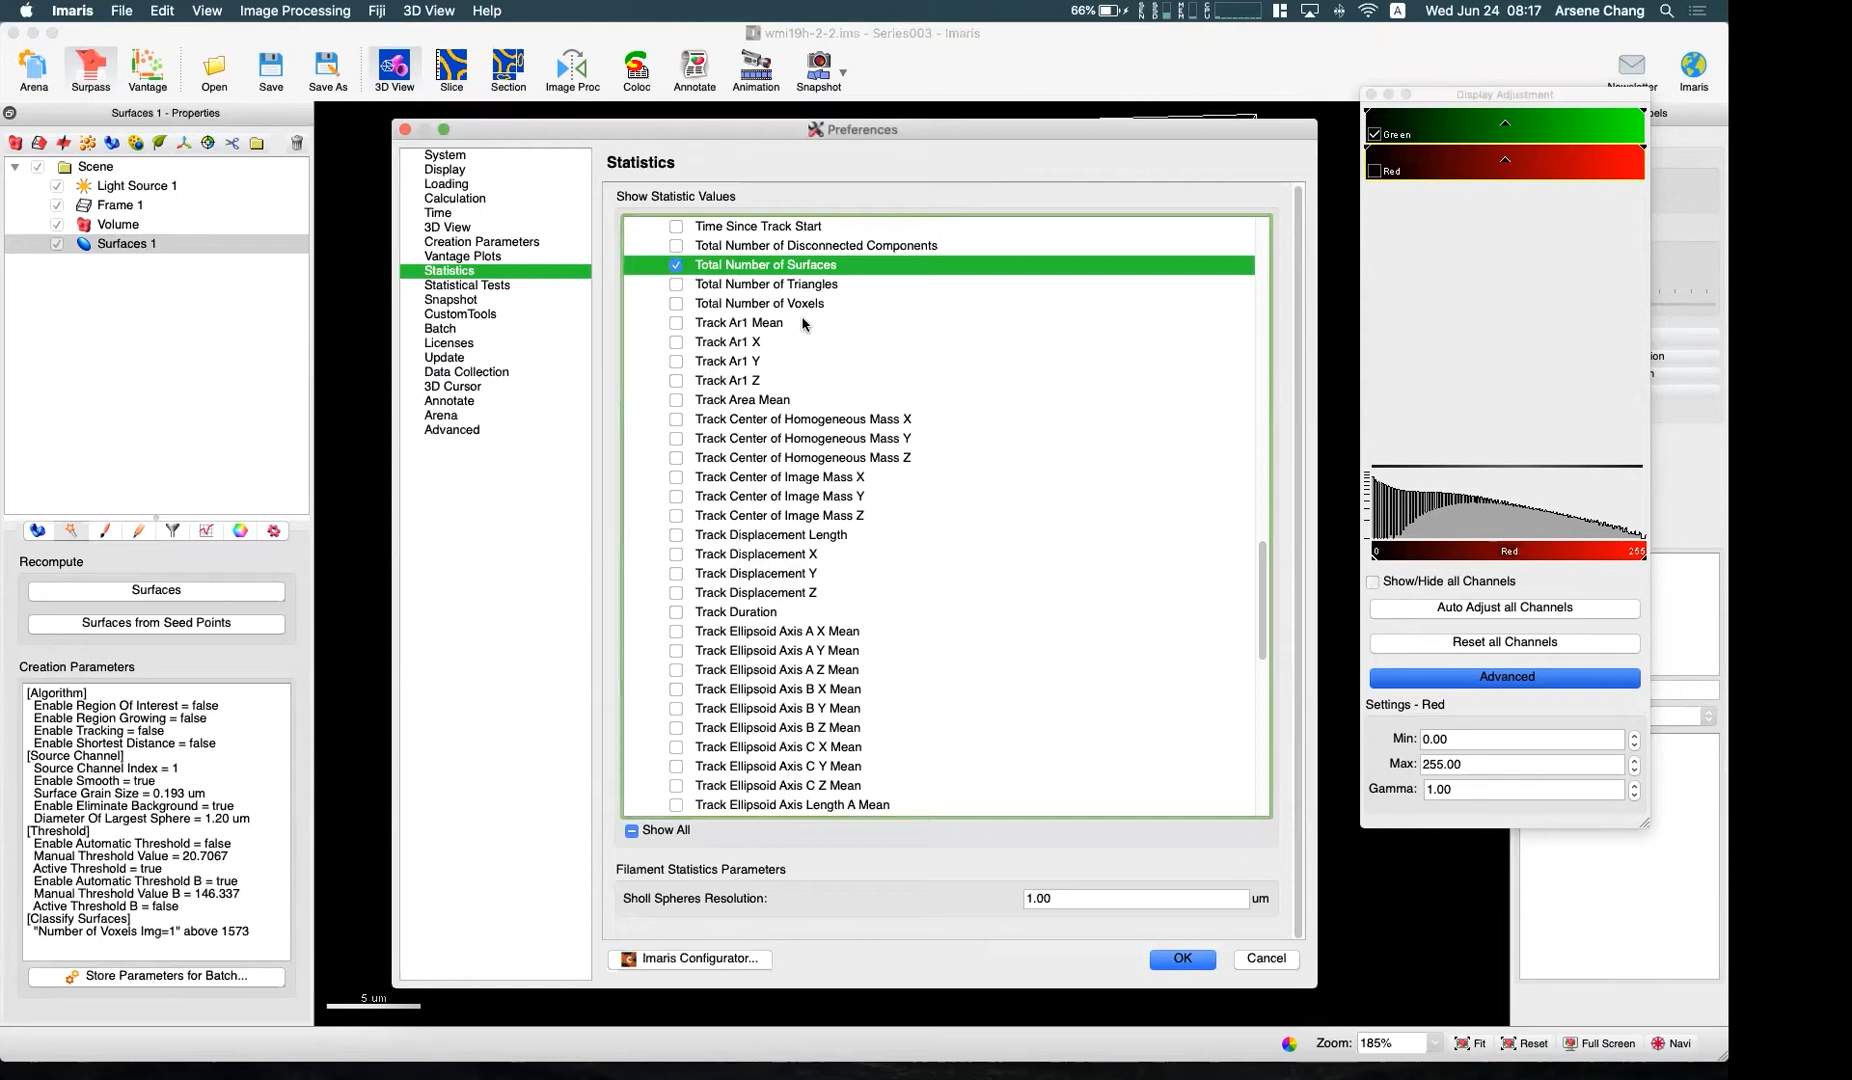 Imaris File Edit View Image Processing Fiji 3D View Help 66% Wed Jun 24 08:17 Arsene Chang
wmi19h-2-2.ims - Series003 - Imaris
Arena Surpass Vantage Open Save Save As 3D View Slice Section Image Proc Coloc Annotate Animation Snapshot Imaris
Surfaces 1 - Properties
Scene
Light Source 1
Frame 1
Volume
Surfaces 1
Recompute
Surfaces
Surfaces from Seed Points
Creation Parameters
[Algorithm]
Enable Region Of Interest = false
Enable Region Growing = false
Enable Tracking = false
Enable Shortest Distance = false
[Source Channel]
Source Channel Index = 1
Enable Smooth = true
Surface Grain Size = 0.193 um
Enable Eliminate Background = true
Diameter Of Largest Sphere = 1.20 um
[Threshold]
Enable Automatic Threshold = false
Manual Threshold Value = 20.7067
Active Threshold = true
Enable Automatic Threshold B = true
Manual Threshold Value B = 146.337
Active Threshold B = false
[Classify Surfaces]
"Number of Voxels Img=1" above 1573
Store Parameters for Batch...
Preferences
System
Display
Loading
Calculation
Time
3D View
Creation Parameters
Vantage Plots
Statistics
Statistical Tests
Snapshot
CustomTools
Batch
Licenses
Update
Data Collection
3D Cursor
Annotate
Arena
Advanced
Statistics
Show Statistic Values
Time Since Track Start
Total Number of Disconnected Components
Total Number of Surfaces
Total Number of Triangles
Total Number of Voxels
Track Ar1 Mean
Track Ar1 X
Track Ar1 Y
Track Ar1 Z
Track Area Mean
Track Center of Homogeneous Mass X
Track Center of Homogeneous Mass Y
Track Center of Homogeneous Mass Z
Track Center of Image Mass X
Track Center of Image Mass Y
Track Center of Image Mass Z
Track Displacement Length
Track Displacement X
Track Displacement Y
Track Displacement Z
Track Duration
Track Ellipsoid Axis A X Mean
Track Ellipsoid Axis A Y Mean
Track Ellipsoid Axis A Z Mean
Track Ellipsoid Axis B X Mean
Track Ellipsoid Axis B Y Mean
Track Ellipsoid Axis B Z Mean
Track Ellipsoid Axis C X Mean
Track Ellipsoid Axis C Y Mean
Track Ellipsoid Axis C Z Mean
Track Ellipsoid Axis Length A Mean
Show All
Filament Statistics Parameters
Sholl Spheres Resolution: 1.00 um
Imaris Configurator... OK Cancel
5 um
Display Adjustment
Green
Red
0 Red 255
Show/Hide all Channels
Auto Adjust all Channels
Reset all Channels
Advanced
Settings - Red
Min: 0.00
Max: 255.00
Gamma: 1.00
Zoom: 185% Fit Reset Full Screen Navi